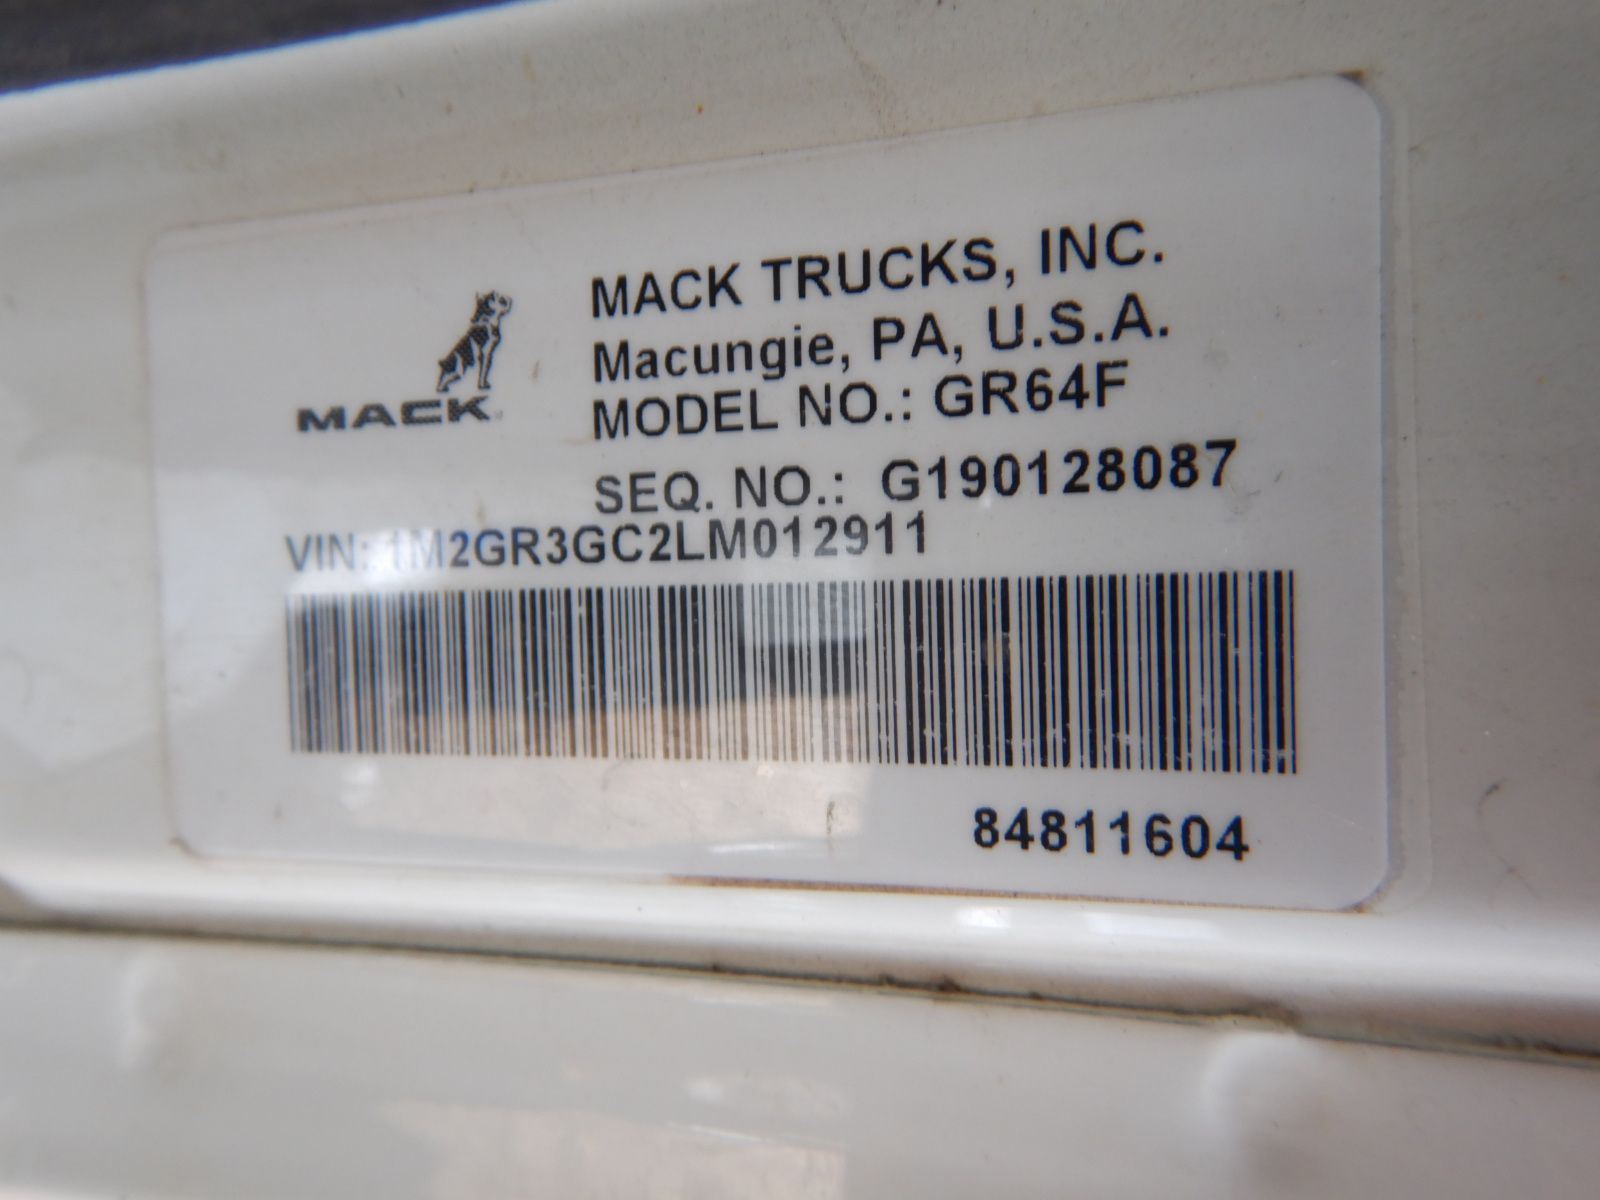 MACK TRUCKS, INC.
Macungie, PA, U.S.A.
MACK
MODEL NO.: GR64F
SEQ. NO.: G190128087
VIN: 1M2GR3GC2LM012911
84811604